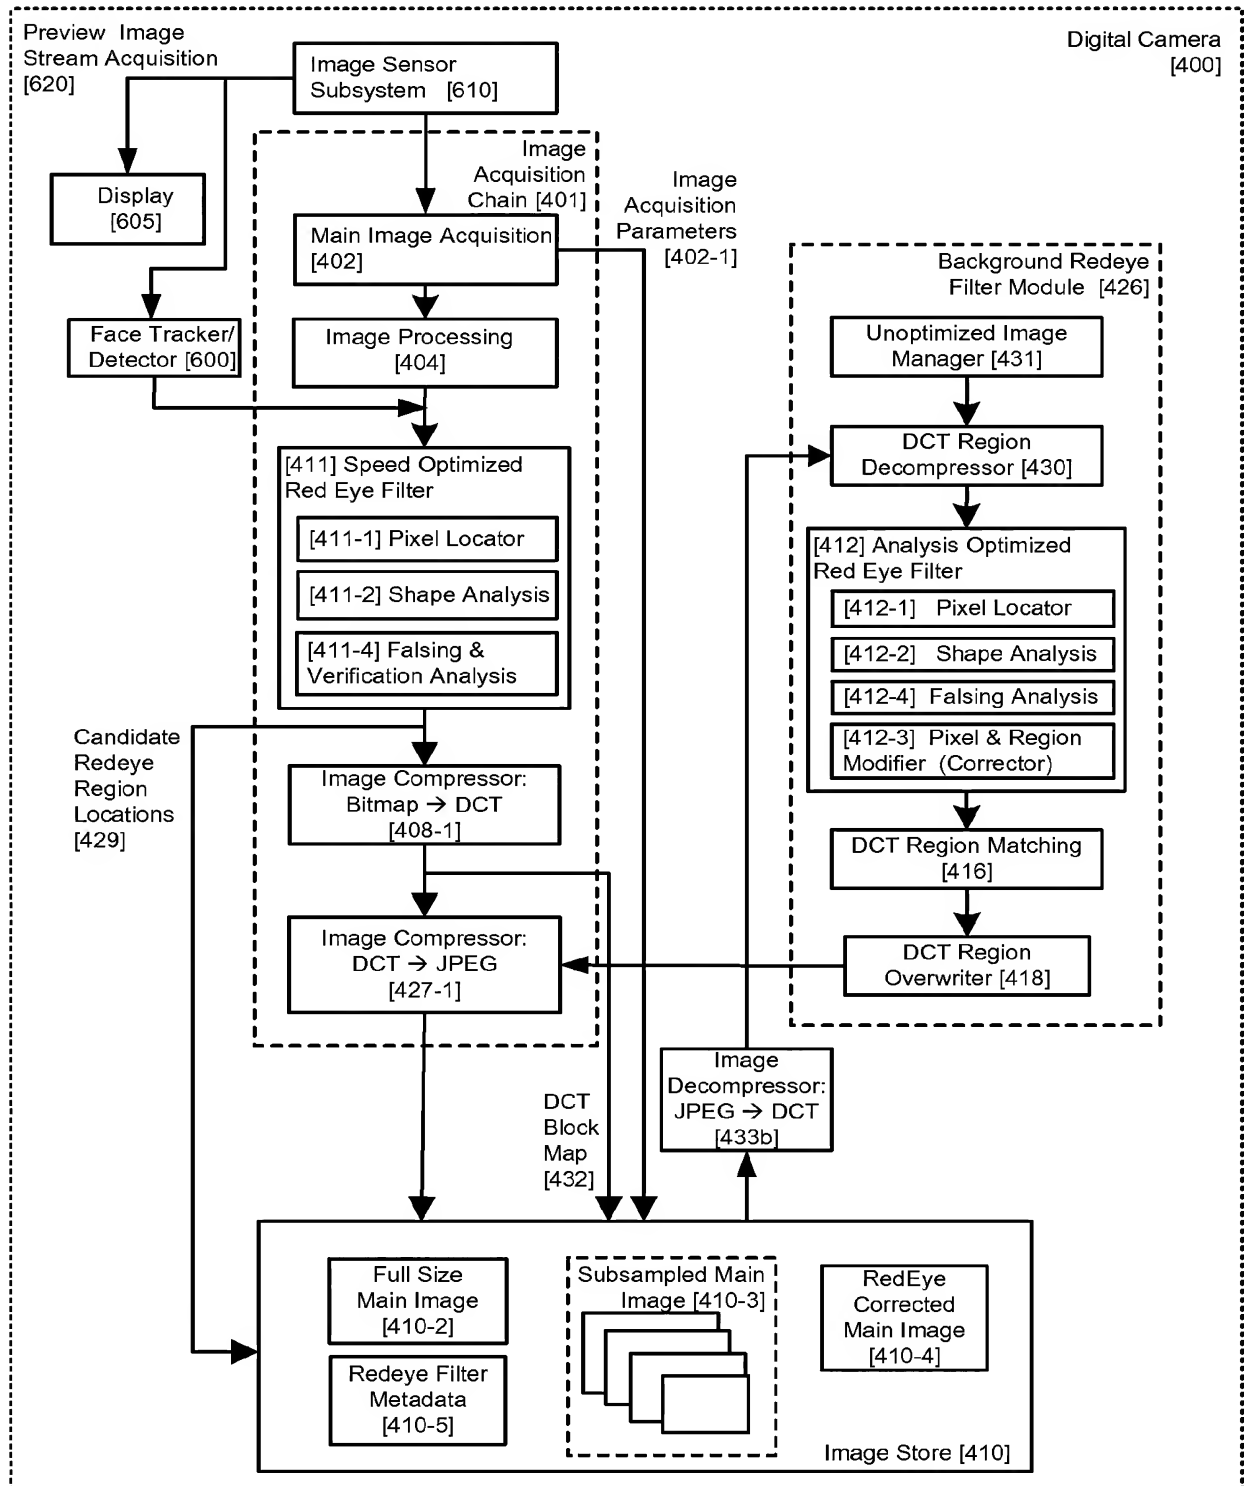 Preview Image
Stream Acquisition
[620]
Digital Camera
[400]
Image Sensor
Subsystem [610]
Image
Acquisition
Chain [401]
Image
Acquisition
Parameters
[402-1]
Display
[605]
Main Image Acquisition
[402]
Background Redeye
Filter Module [426]
Face Tracker/
Detector [600]
Image Processing
[404]
Unoptimized Image
Manager [431]
DCT Region
Decompressor [430]
[411] Speed Optimized
Red Eye Filter
[411-1] Pixel Locator
[411-2] Shape Analysis
[411-4] Falsing &
Verification Analysis
[412] Analysis Optimized
Red Eye Filter
[412-1] Pixel Locator
[412-2] Shape Analysis
[412-4] Falsing Analysis
[412-3] Pixel & Region
Modifier (Corrector)
Candidate
Redeye
Region
Locations
[429]
Image Compressor:
Bitmap → DCT
[408-1]
DCT Region Matching
[416]
Image Compressor:
DCT → JPEG
[427-1]
DCT Region
Overwriter [418]
Image
Decompressor:
JPEG → DCT
[433b]
DCT
Block
Map
[432]
Full Size
Main Image
[410-2]
Subsampled Main
Image [410-3]
RedEye
Corrected
Main Image
[410-4]
Redeye Filter
Metadata
[410-5]
Image Store [410]